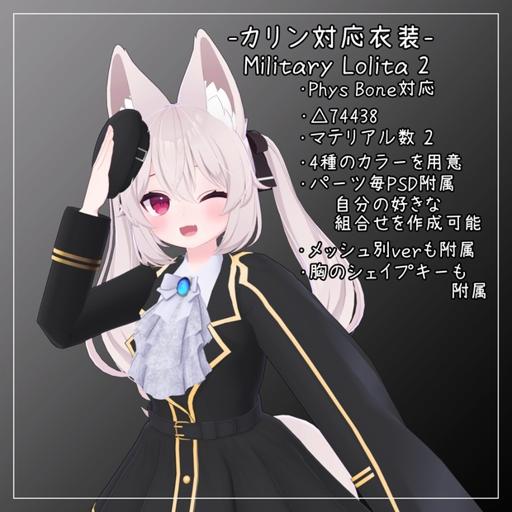 -カリン対応衣装-
Military Lolita 2
・Phys Bone対応
・△74438
・マテリアル数 2
・4種のカラーを用意
・パーツ毎PSD附属
自分の好きな
組合せを作成可能
・メッシュ別verも附属
・胸のシェイプキーも
附属